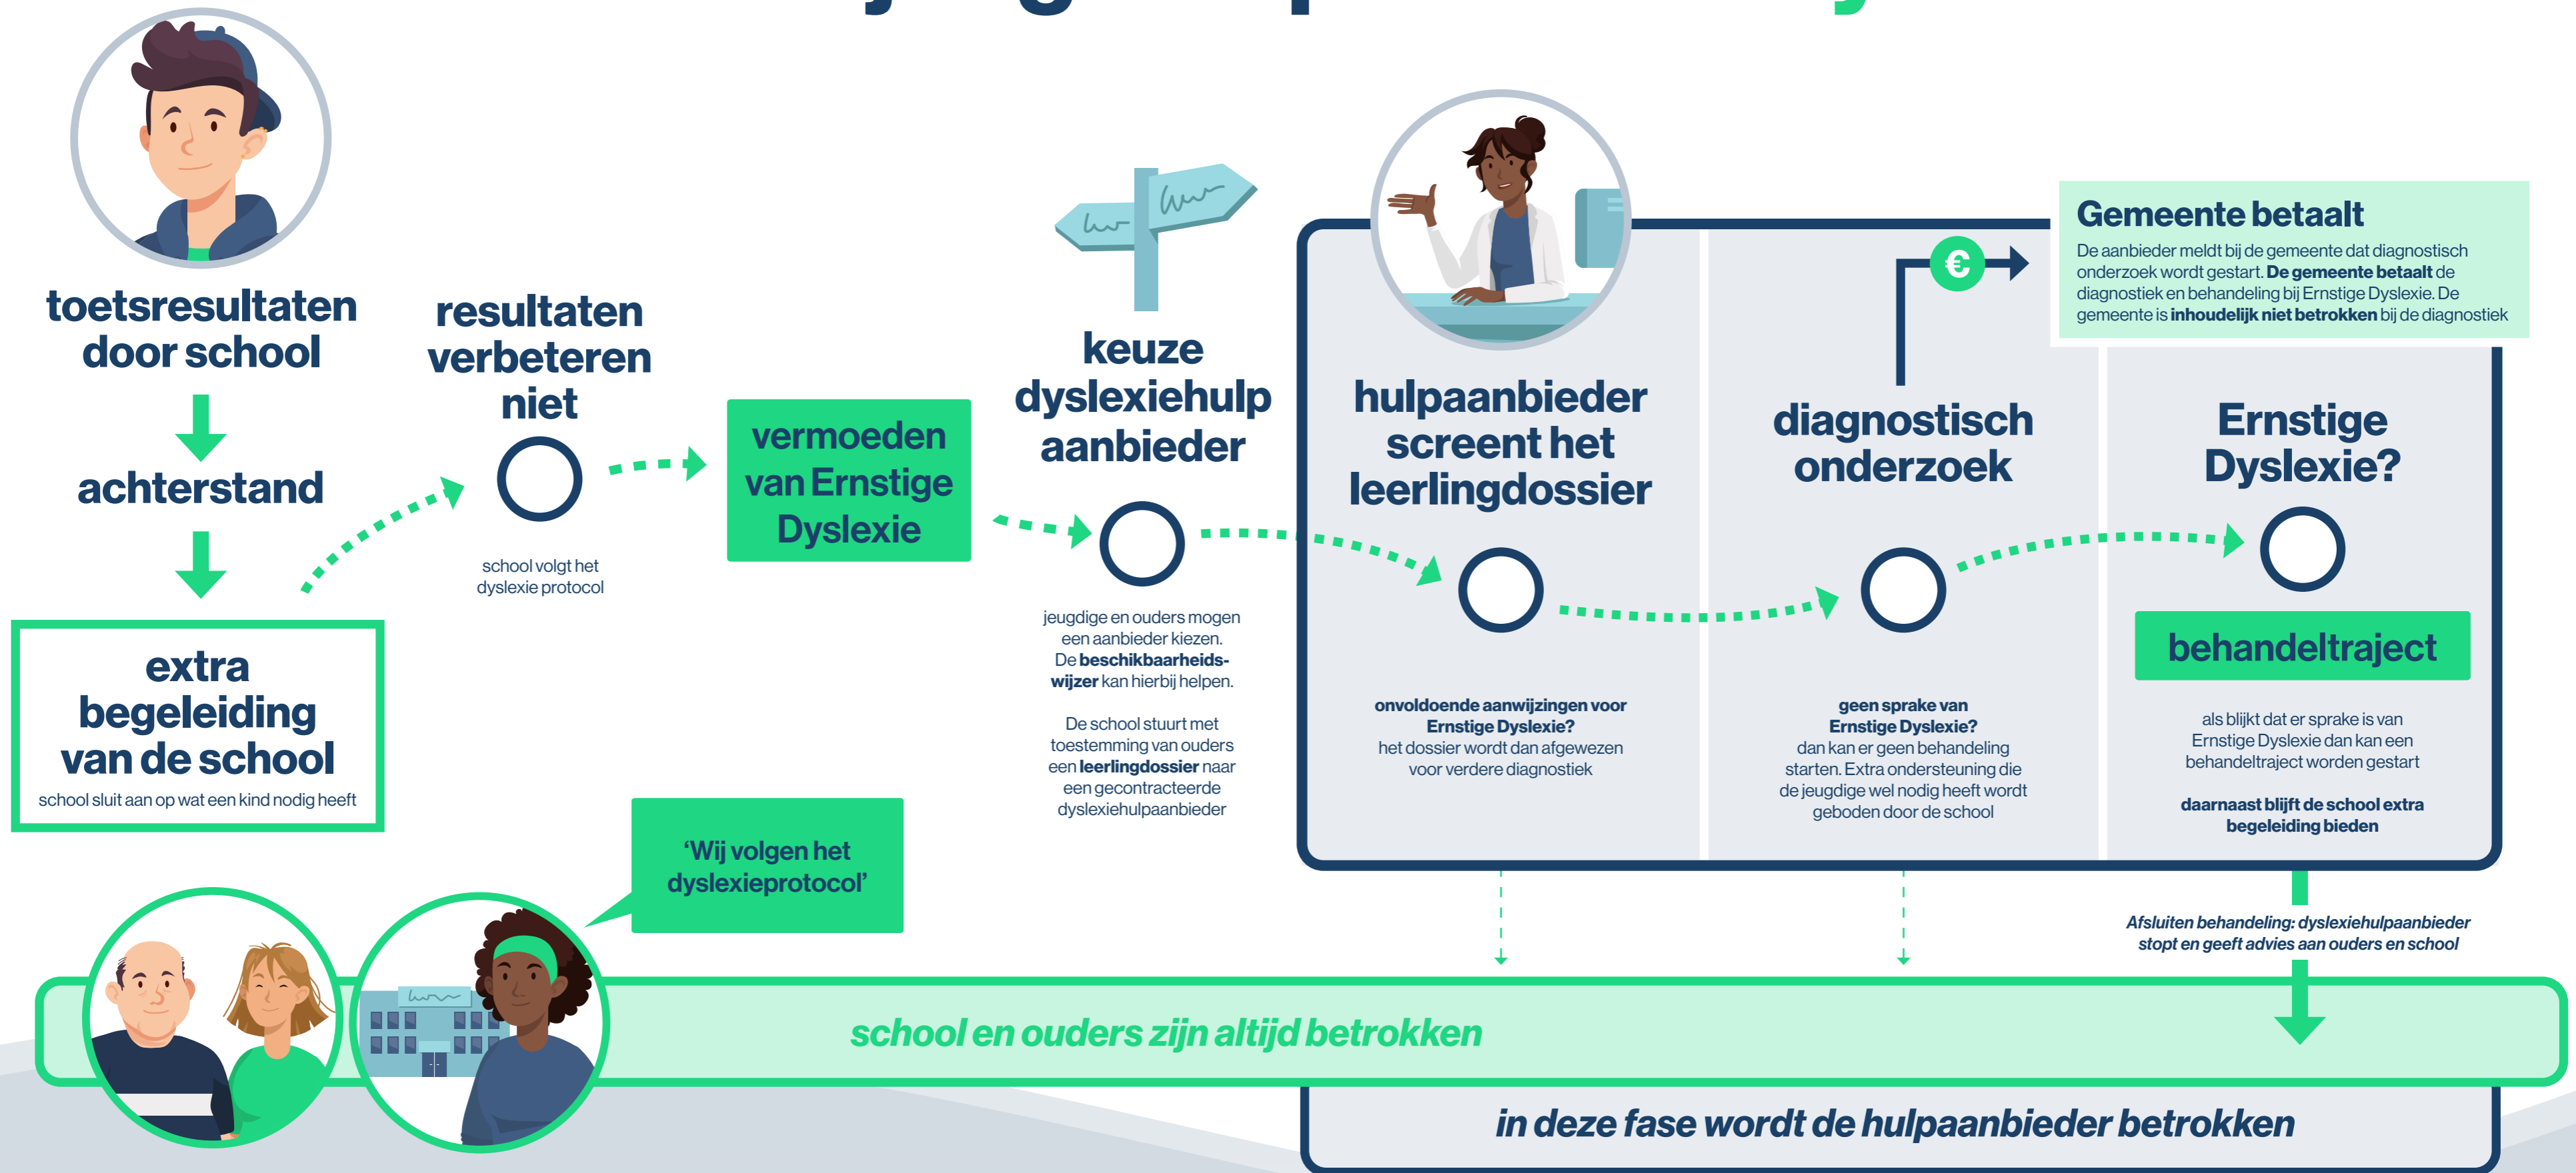 toetsresultaten
door school
achterstand
extra
begeleiding
van de school
school sluit aan op wat een kind nodig heeft
resultaten
verbeteren
niet
school volgt het
dyslexie protocol
vermoeden
van Ernstige
Dyslexie
keuze
dyslexiehulp
aanbieder
jeugdige en ouders mogen
een aanbieder kiezen.
De beschikbaarheids-
wijzer kan hierbij helpen.
De school stuurt met
toestemming van ouders
een leerlingdossier naar
een gecontracteerde
dyslexiehulpaanbieder
hulpaanbieder
screent het
leerlingdossier
onvoldoende aanwijzingen voor
Ernstige Dyslexie?
het dossier wordt dan afgewezen
voor verdere diagnostiek
diagnostisch
onderzoek
geen sprake van
Ernstige Dyslexie?
dan kan er geen behandeling
starten. Extra ondersteuning die
de jeugdige wel nodig heeft wordt
geboden door de school
€
Gemeente betaalt
De aanbieder meldt bij de gemeente dat diagnostisch
onderzoek wordt gestart. De gemeente betaalt de
diagnostiek en behandeling bij Ernstige Dyslexie. De
gemeente is inhoudelijk niet betrokken bij de diagnostiek
Ernstige
Dyslexie?
behandeltraject
als blijkt dat er sprake is van
Ernstige Dyslexie dan kan een
behandeltraject worden gestart
daarnaast blijft de school extra
begeleiding bieden
Afsluiten behandeling: dyslexiehulpaanbieder
stopt en geeft advies aan ouders en school
‘Wij volgen het
dyslexieprotocol’
school en ouders zijn altijd betrokken
in deze fase wordt de hulpaanbieder betrokken